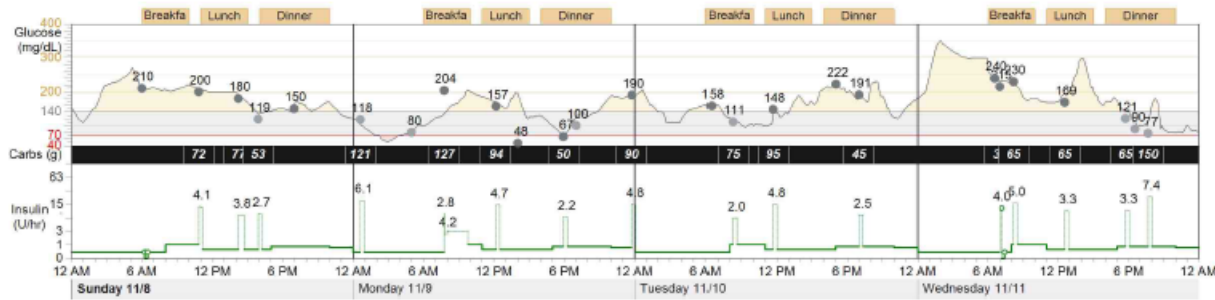 Breakfa Lunch Dinner Breakfa Lunch Dinner Breakfa Lunch Dinner Breakfa Lunch Dinner
400
Glucose
(mg/dL)
300
200
140
70
40
210 200 180 119 150 118 80 204 157 48 67 100 190 158 111 148 222 191 240 230 169 121 90 77
Carbs (g) 72 77 53 121 127 94 50 90 75 95 45 3 65 65 65 150
63
15
Insulin
(U/hr)
3
1
0
4.1 3.8 2.7 6.1 2.8 4.2 4.7 2.2 4.8 2.0 4.8 2.5 4.0 5.0 3.3 3.3 7.4
12 AM 6 AM 12 PM 6 PM 12 AM 6 AM 12 PM 6 PM 12 AM 6 AM 12 PM 6 PM 12 AM 6 AM 12 PM 6 PM 12 AM
Sunday 11/8 Monday 11/9 Tuesday 11/10 Wednesday 11/11